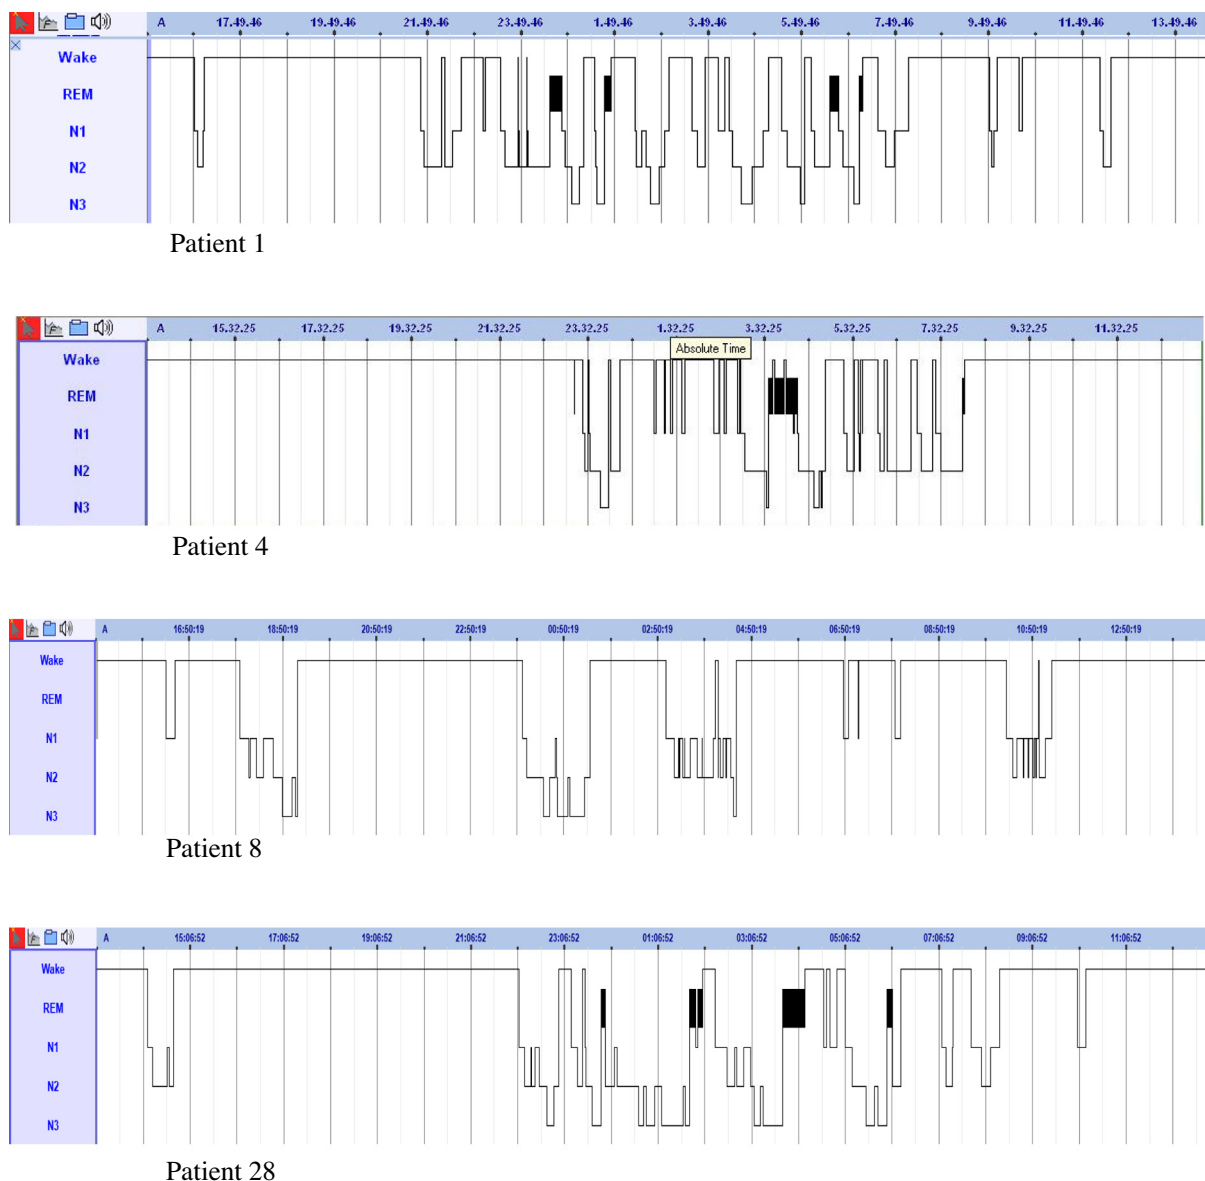 A 17.49.46 19.49.46 21.49.46 23.49.46 1.49.46 3.49.46 5.49.46 7.49.46 9.49.46 11.49.46 13.49.46
Wake
REM
N1
N2
N3
Patient 1
A 15.32.25 17.32.25 19.32.25 21.32.25 23.32.25 1.32.25 3.32.25 5.32.25 7.32.25 9.32.25 11.32.25
Absolute Time
Wake
REM
N1
N2
N3
Patient 4
A 16:50:19 18:50:19 20:50:19 22:50:19 00:50:19 02:50:19 04:50:19 06:50:19 08:50:19 10:50:19 12:50:19
Wake
REM
N1
N2
N3
Patient 8
A 15:06:52 17:06:52 19:06:52 21:06:52 23:06:52 01:06:52 03:06:52 05:06:52 07:06:52 09:06:52 11:06:52
Wake
REM
N1
N2
N3
Patient 28